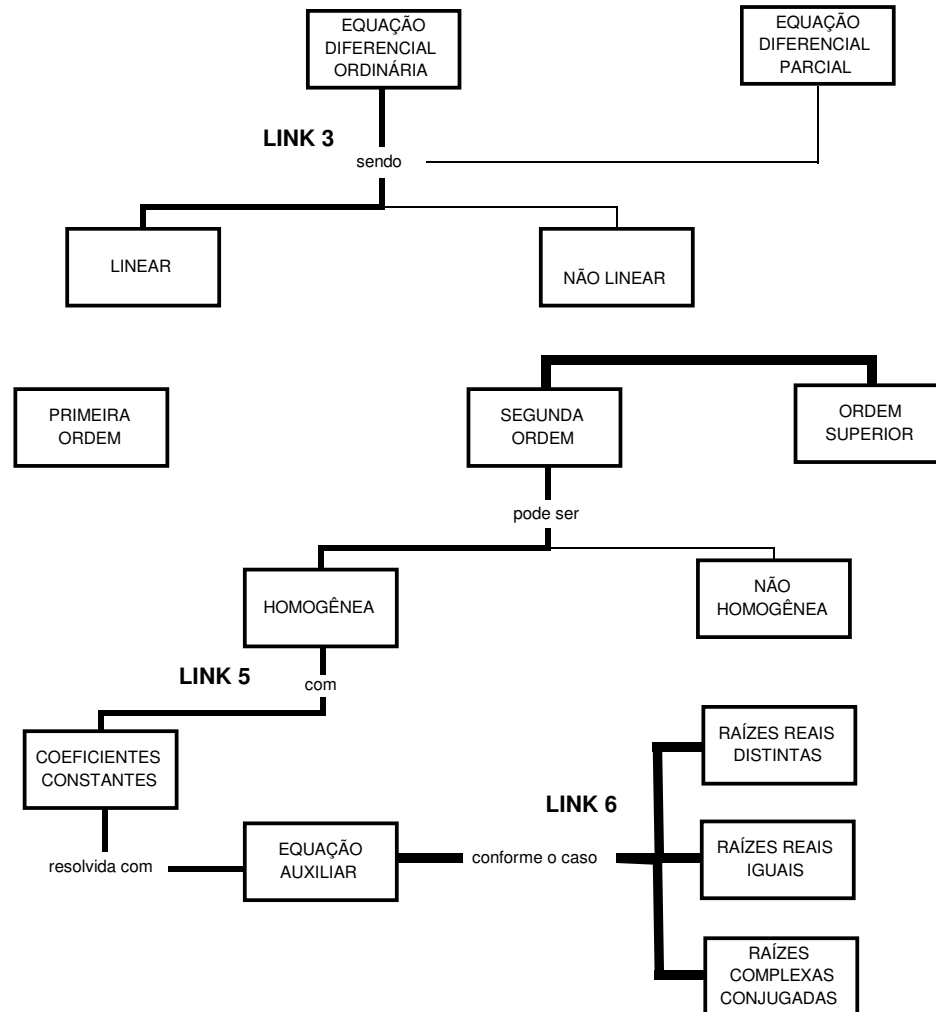 EQUAÇÃO
DIFERENCIAL
ORDINÁRIA
EQUAÇÃO
DIFERENCIAL
PARCIAL
LINK 3
sendo
LINEAR
NÃO LINEAR
PRIMEIRA
ORDEM
SEGUNDA
ORDEM
ORDEM
SUPERIOR
pode ser
HOMOGÊNEA
NÃO
HOMOGÊNEA
LINK 5
com
COEFICIENTES
CONSTANTES
RAÍZES REAIS
DISTINTAS
LINK 6
resolvida com
EQUAÇÃO
AUXILIAR
conforme o caso
RAÍZES REAIS
IGUAIS
RAÍZES
COMPLEXAS
CONJUGADAS